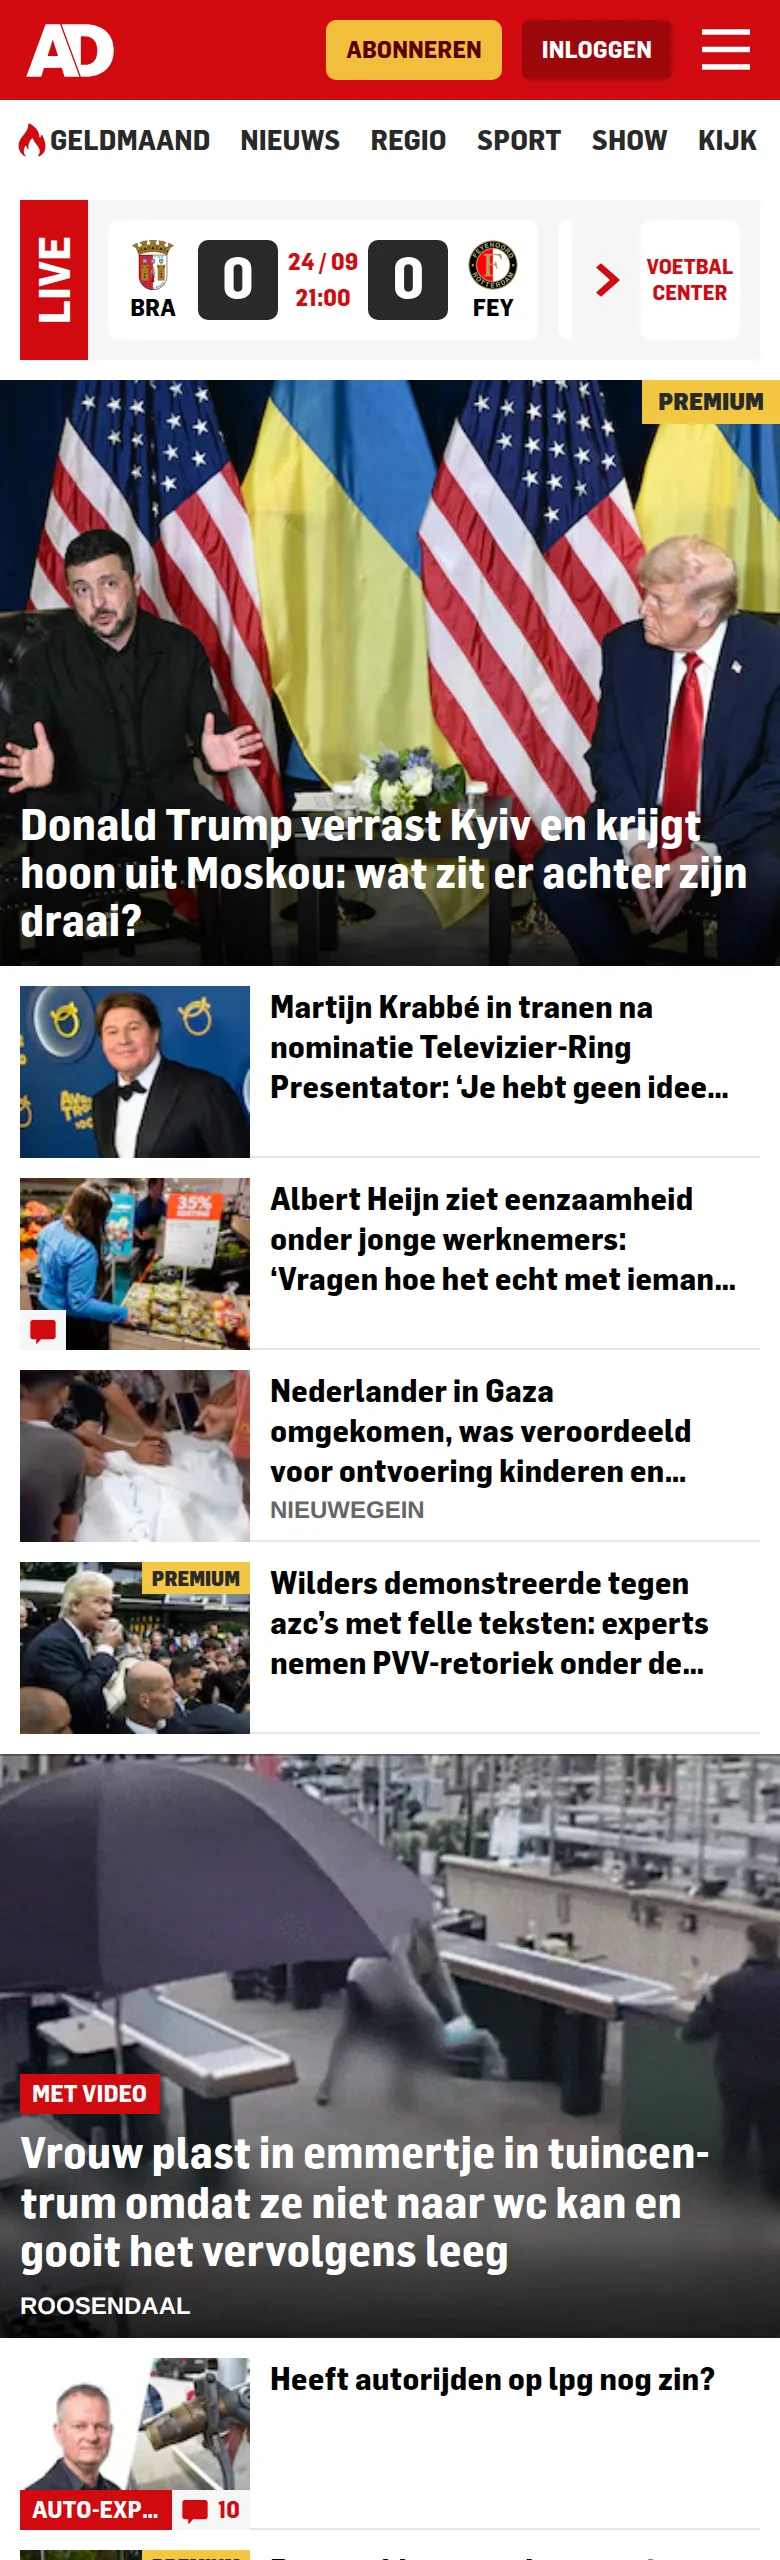 AD
ABONNEREN
INLOGGEN
GELDMAAND NIEUWS REGIO SPORT SHOW KIJK
LIVE
BRA
0
24 / 09
21:00
0
FEYENOORD
ROTTERDAM
FEY
VOETBAL
CENTER
PREMIUM
Donald Trump verrast Kyiv en krijgt
hoon uit Moskou: wat zit er achter zijn
draai?
Martijn Krabbé in tranen na
nominatie Televizier-Ring
Presentator: ‘Je hebt geen idee...
35%
Albert Heijn ziet eenzaamheid
onder jonge werknemers:
‘Vragen hoe het echt met ieman...
Nederlander in Gaza
omgekomen, was veroordeeld
voor ontvoering kinderen en...
NIEUWEGEIN
PREMIUM
Wilders demonstreerde tegen
azc’s met felle teksten: experts
nemen PVV-retoriek onder de...
MET VIDEO
Vrouw plast in emmertje in tuincen-
trum omdat ze niet naar wc kan en
gooit het vervolgens leeg
ROOSENDAAL
Heeft autorijden op lpg nog zin?
AUTO-EXP...
10